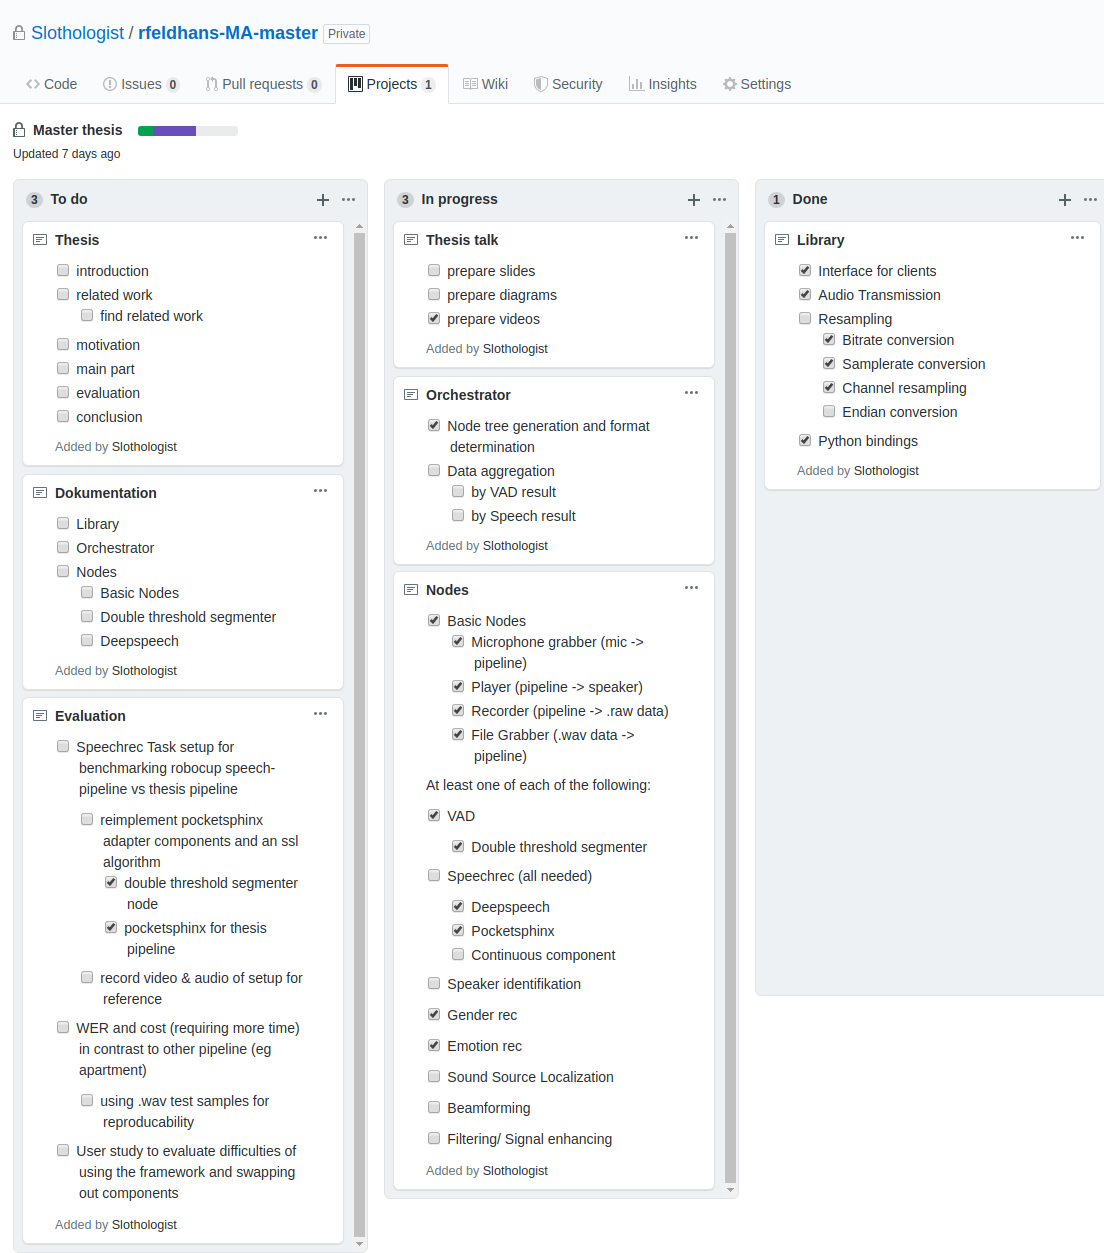 Slothologist / rfeldhans-MA-master Private
Code Issues 0 Pull requests 0 Projects 1 Wiki Security Insights Settings
Master thesis
Updated 7 days ago
3 To do
Thesis
introduction
related work
find related work
motivation
main part
evaluation
conclusion
Added by Slothologist
Dokumentation
Library
Orchestrator
Nodes
Basic Nodes
Double threshold segmenter
Deepspeech
Added by Slothologist
Evaluation
Speechrec Task setup for
benchmarking robocup speech-
pipeline vs thesis pipeline
reimplement pocketsphinx
adapter components and an ssl
algorithm
double threshold segmenter
node
pocketsphinx for thesis
pipeline
record video & audio of setup for
reference
WER and cost (requiring more time)
in contrast to other pipeline (eg
apartment)
using .wav test samples for
reproducability
User study to evaluate difficulties of
using the framework and swapping
out components
Added by Slothologist
3 In progress
Thesis talk
prepare slides
prepare diagrams
prepare videos
Added by Slothologist
Orchestrator
Node tree generation and format
determination
Data aggregation
by VAD result
by Speech result
Added by Slothologist
Nodes
Basic Nodes
Microphone grabber (mic ->
pipeline)
Player (pipeline -> speaker)
Recorder (pipeline -> .raw data)
File Grabber (.wav data ->
pipeline)
At least one of each of the following:
VAD
Double threshold segmenter
Speechrec (all needed)
Deepspeech
Pocketsphinx
Continuous component
Speaker identifikation
Gender rec
Emotion rec
Sound Source Localization
Beamforming
Filtering/ Signal enhancing
Added by Slothologist
1 Done
Library
Interface for clients
Audio Transmission
Resampling
Bitrate conversion
Samplerate conversion
Channel resampling
Endian conversion
Python bindings
Added by Slothologist